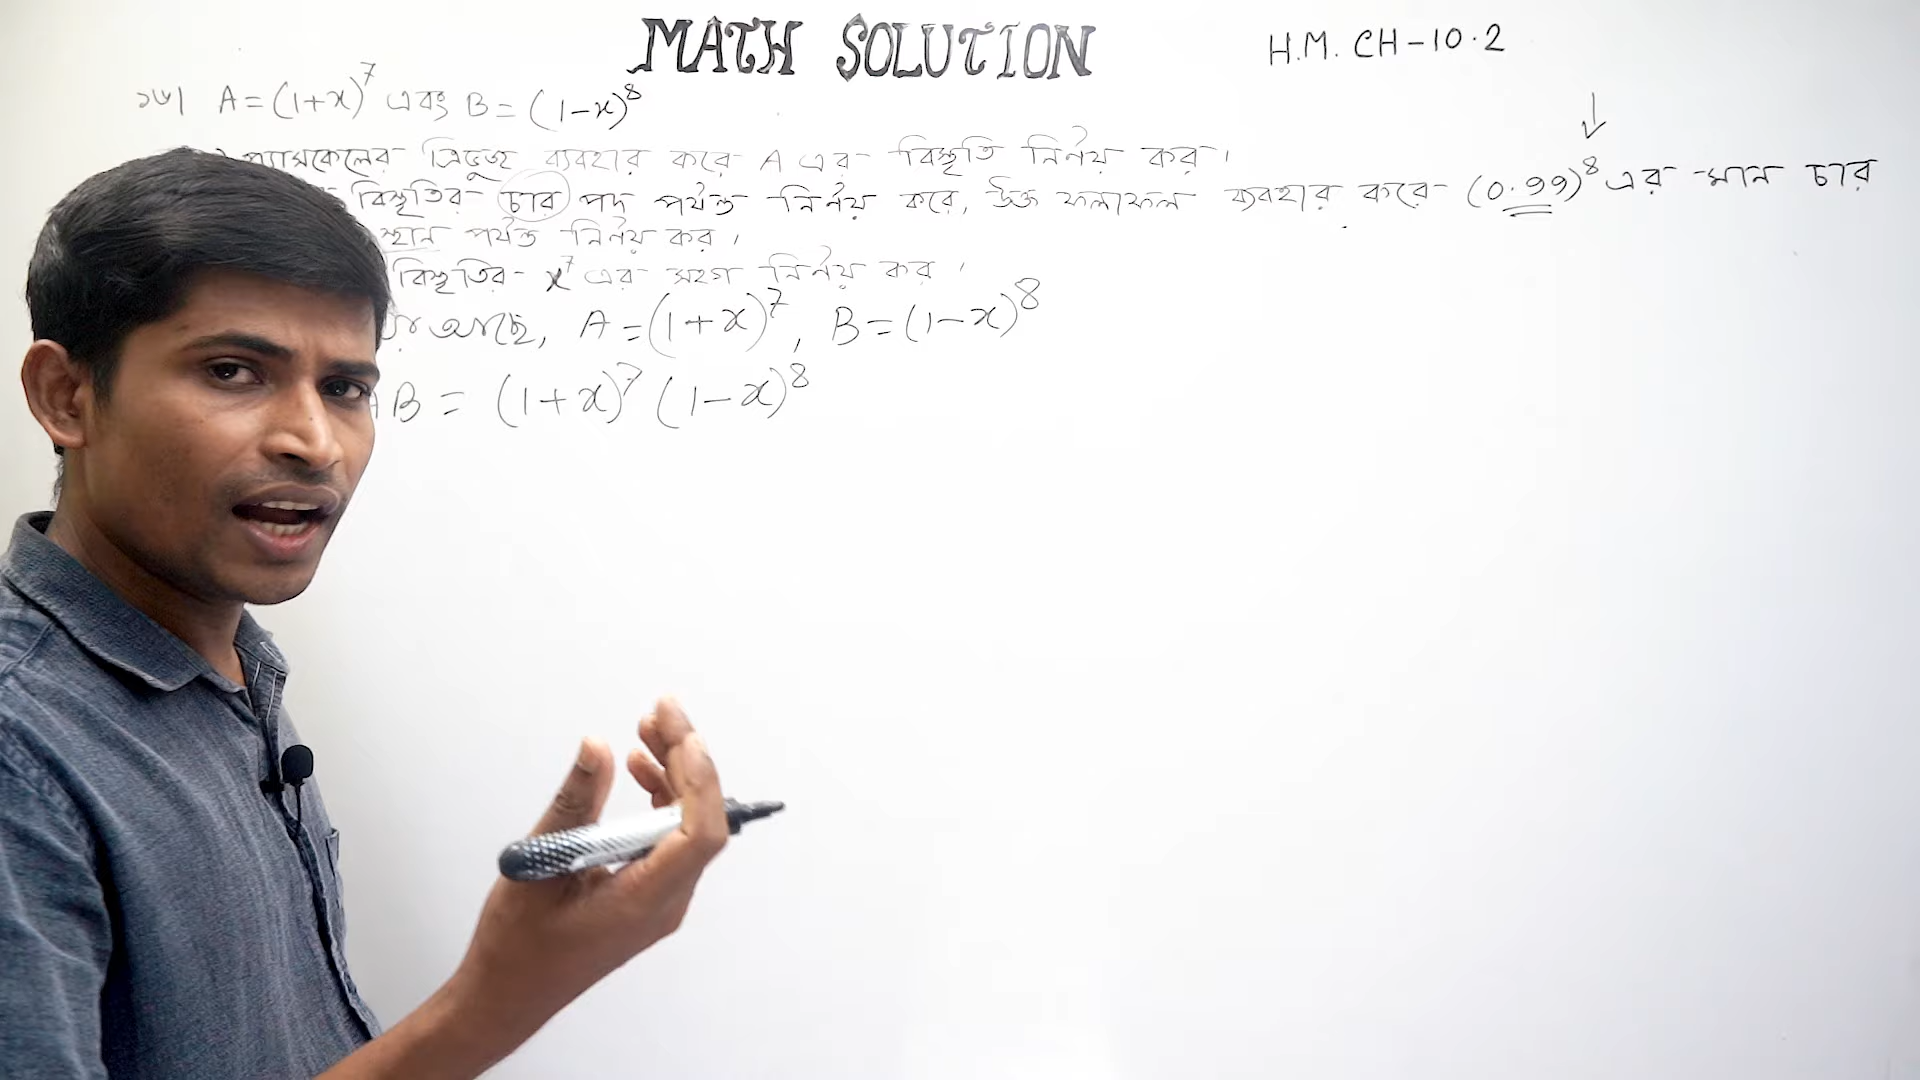 MATH SOLUTION
H.M. CH-10.2
১৬। A = (1+x)⁷ এবং B = (1-x)⁸
প্যাসকেলের ত্রিভুজ ব্যবহার করে A এর বিস্তৃতি নির্ণয় কর।
বিস্তৃতির চার পদ পর্যন্ত নির্ণয় করে, উক্ত ফলাফল ব্যবহার করে (0.99)⁸ এর মান চার
স্থান পর্যন্ত নির্ণয় কর।
বিস্তৃতির x⁷ এর সহগ নির্ণয় কর।
আছে, A = (1+x)⁷, B = (1-x)⁸
AB = (1+x)⁷ (1-x)⁸